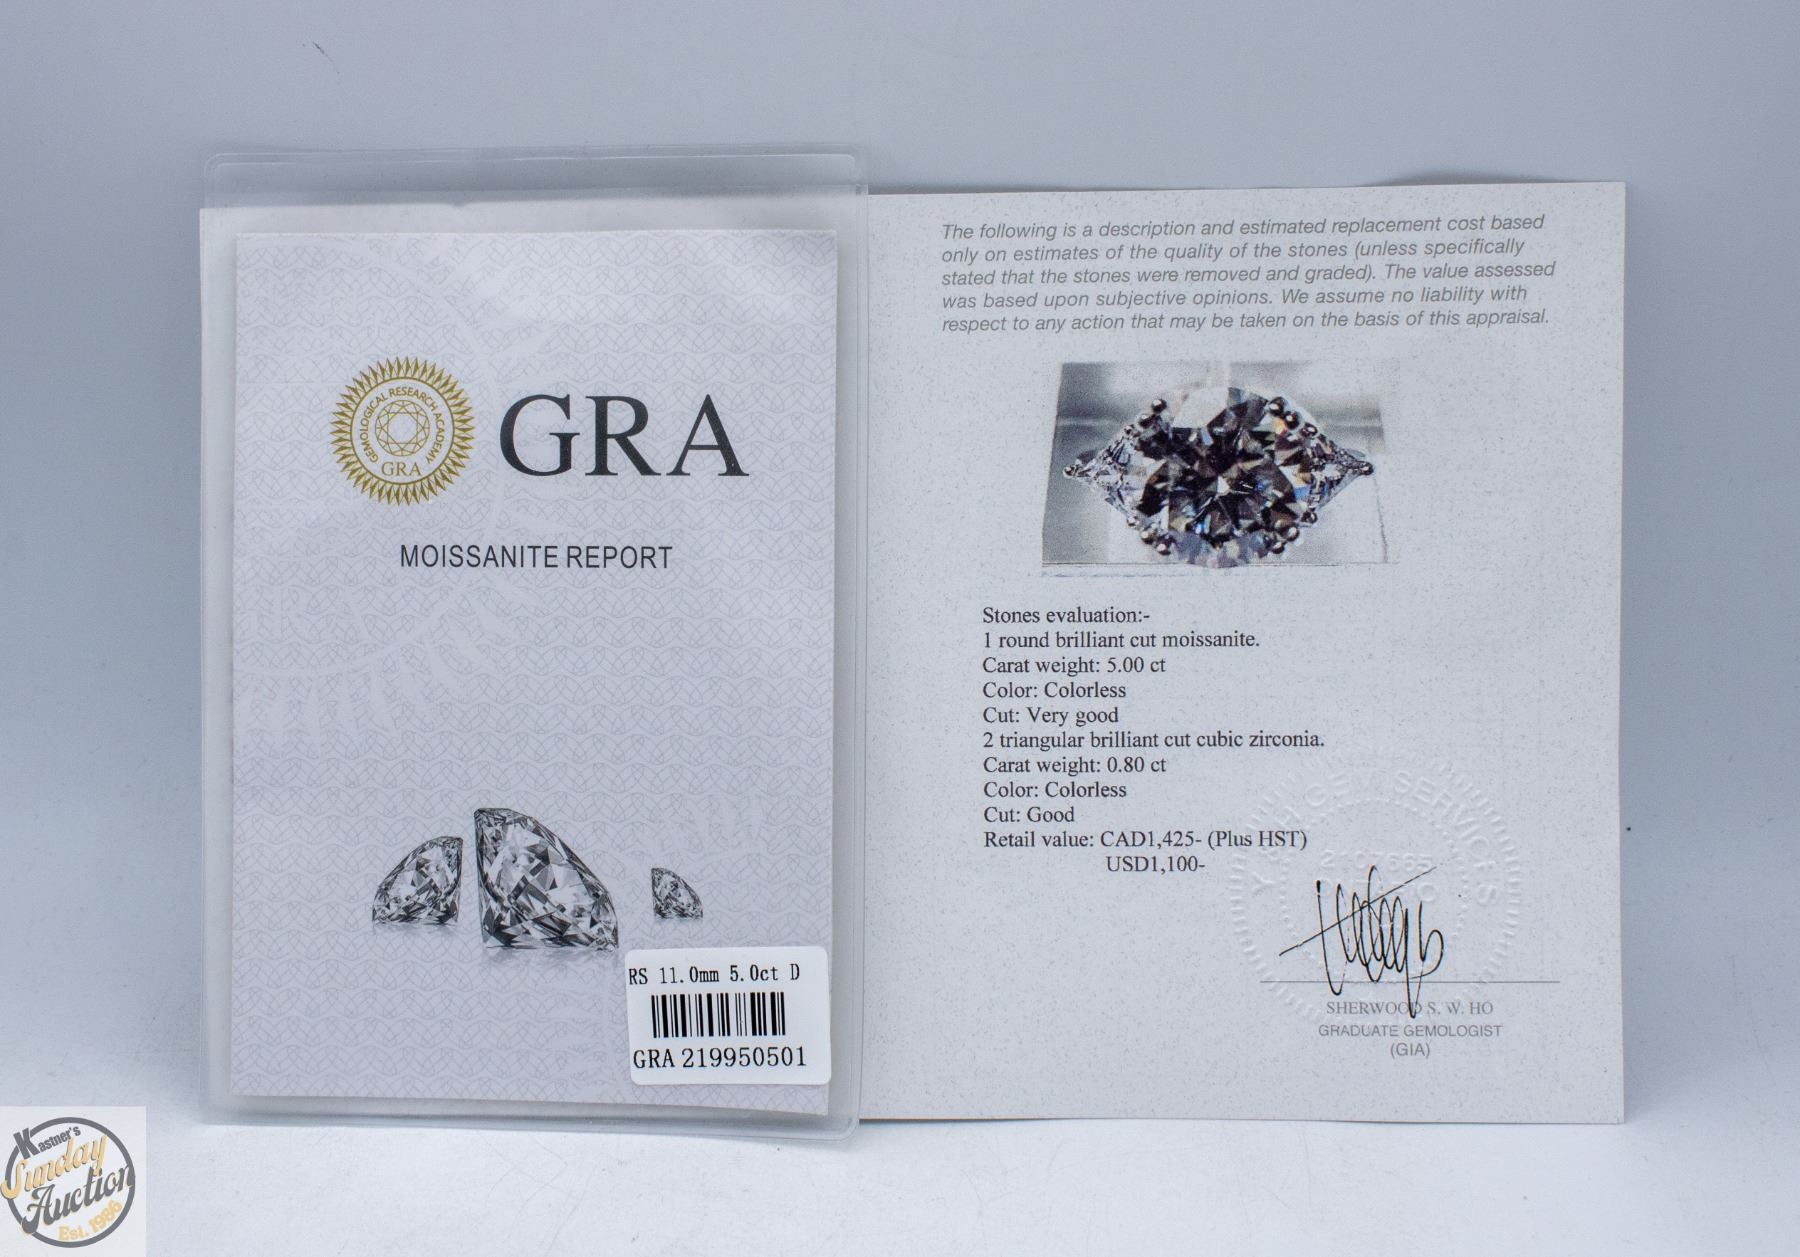 GEMOLOGICAL RESEARCH ACADEMY
GRA
GRA
MOISSANITE REPORT
RS 11.0mm 5.0ct D
GRA 219950501
The following is a description and estimated replacement cost based
only on estimates of the quality of the stones (unless specifically
stated that the stones were removed and graded). The value assessed
was based upon subjective opinions. We assume no liability with
respect to any action that may be taken on the basis of this appraisal.
Stones evaluation:-
1 round brilliant cut moissanite.
Carat weight: 5.00 ct
Color: Colorless
Cut: Very good
2 triangular brilliant cut cubic zirconia.
Carat weight: 0.80 ct
Color: Colorless
Cut: Good
Retail value: CAD1,425- (Plus HST)
USD1,100-
SERVICES
SHERWOOD S. W. HO
GRADUATE GEMOLOGIST
(GIA)
Kastner's
Sunday
Auction
Est. 1986